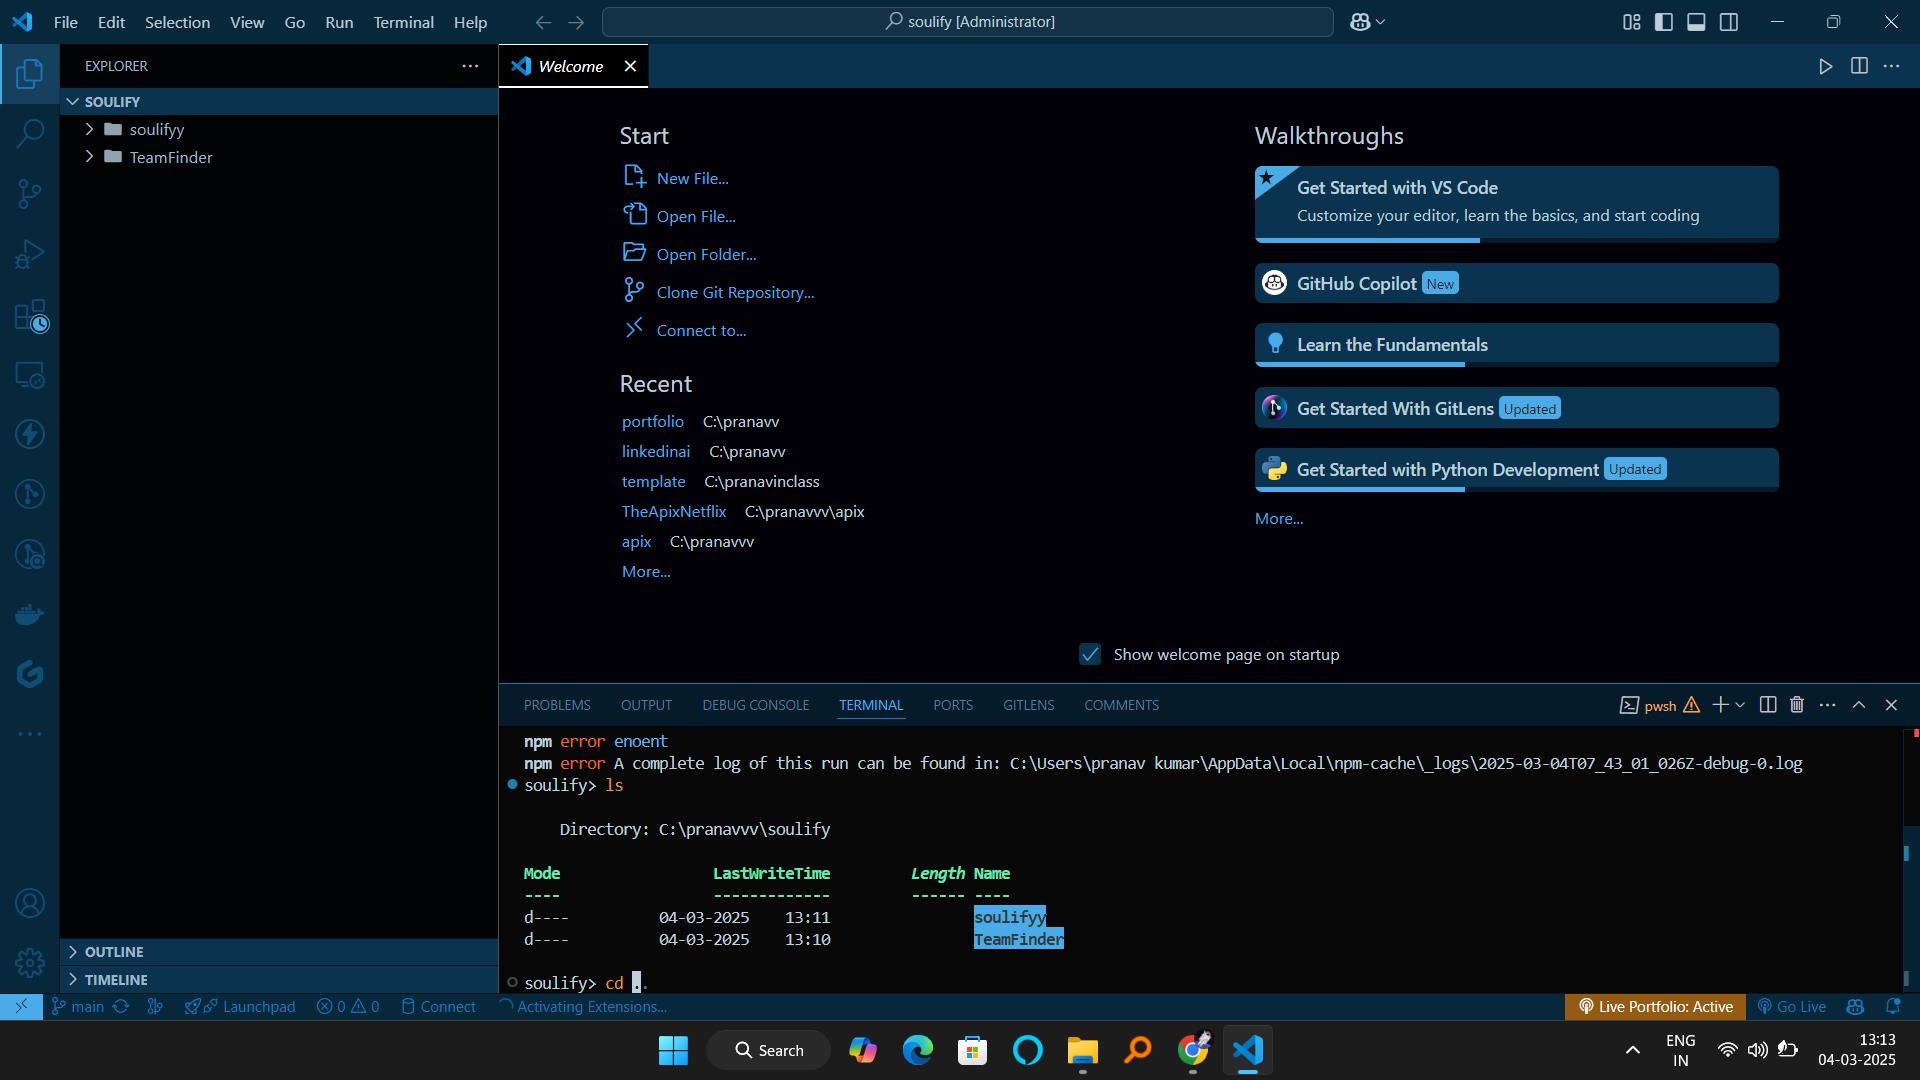 File Edit Selection View Go Run Terminal Help
soulify [Administrator]
EXPLORER
SOULIFY
soulifyy
TeamFinder
OUTLINE
TIMELINE
Welcome
Start
New File...
Open File...
Open Folder...
Clone Git Repository...
Connect to...
Recent
portfolio C:\pranavv
linkedinai C:\pranavv
template C:\pranavinclass
TheApixNetflix C:\pranavvv\apix
apix C:\pranavvv
More...
Walkthroughs
Get Started with VS Code
Customize your editor, learn the basics, and start coding
GitHub Copilot New
Learn the Fundamentals
Get Started With GitLens Updated
Get Started with Python Development Updated
More...
Show welcome page on startup
PROBLEMS OUTPUT DEBUG CONSOLE TERMINAL PORTS GITLENS COMMENTS
pwsh
npm error enoent
npm error A complete log of this run can be found in: C:\Users\pranav kumar\AppData\Local\npm-cache\_logs\2025-03-04T07_43_01_026Z-debug-0.log
soulify> ls
Directory: C:\pranavvv\soulify
Mode LastWriteTime Length Name
---- ------------- ------ ----
d---- 04-03-2025 13:11 soulifyy
d---- 04-03-2025 13:10 TeamFinder
soulify> cd ..
main Launchpad 0 0 Connect Activating Extensions... Live Portfolio: Active Go Live
Search
ENG
IN
13:13
04-03-2025